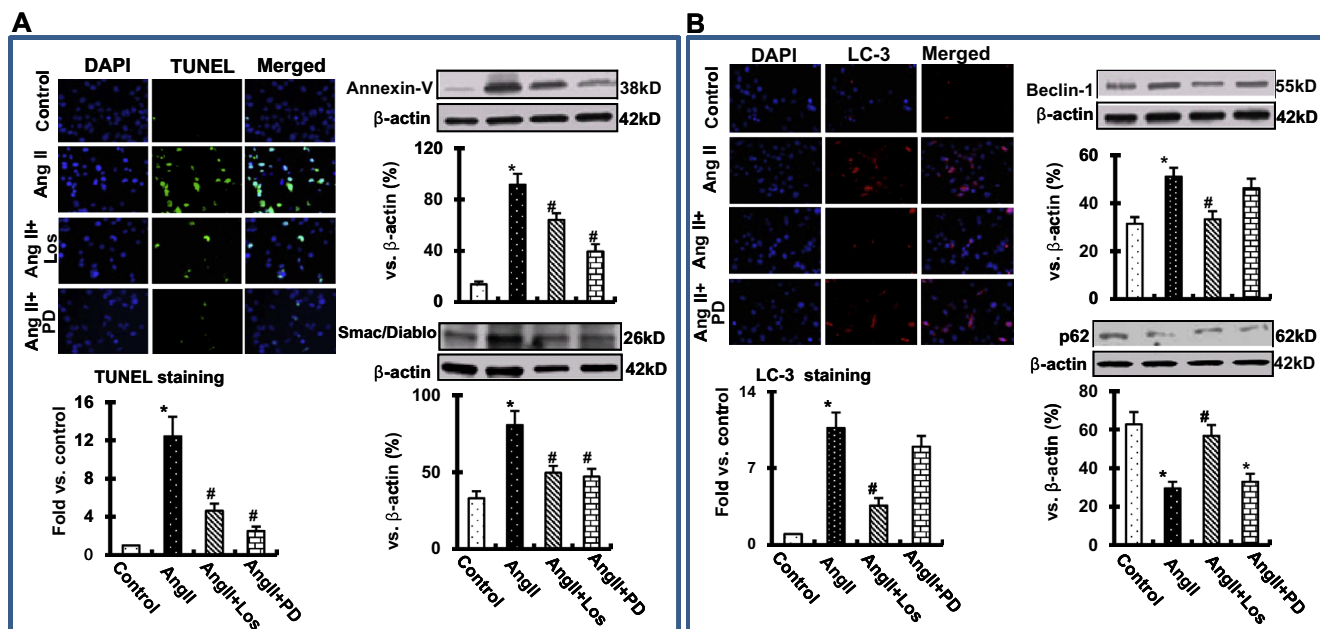 A
DAPI TUNEL Merged
Control
Ang II
Ang II+
Los
Ang II+
PD
Annexin-V
38kD
β-actin
42kD
120
80
40
0
vs. β-actin (%)
*
#
#
Smac/Diablo
26kD
β-actin
42kD
TUNEL staining
16
12
8
4
0
Fold vs. control
*
#
#
Control
AngII
AngII+Los
AngII+PD
100
50
0
vs. β-actin (%)
*
#
#
Control
AngII
AngII+Los
AngII+PD
B
DAPI LC-3 Merged
Control
Ang II
Ang II+
Ang II+
PD
Beclin-1
55kD
β-actin
42kD
60
40
20
0
vs. β-actin (%)
*
#
p62
62kD
β-actin
42kD
LC-3 staining
14
7
0
Fold vs. control
*
#
Control
AngII
AngII+Los
AngII+PD
80
60
40
20
0
vs. β-actin (%)
*
#
*
Control
AngII
AngII+Los
AngII+PD